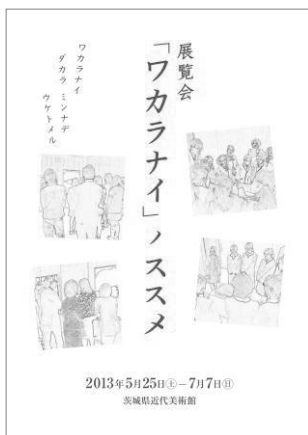 展覧会
「ワカラナイ」ノススメ
ワカラナイ
ダカラ ミンナデ
ウケトメル
2013年5月25日㊏―7月7日㊐
茨城県近代美術館